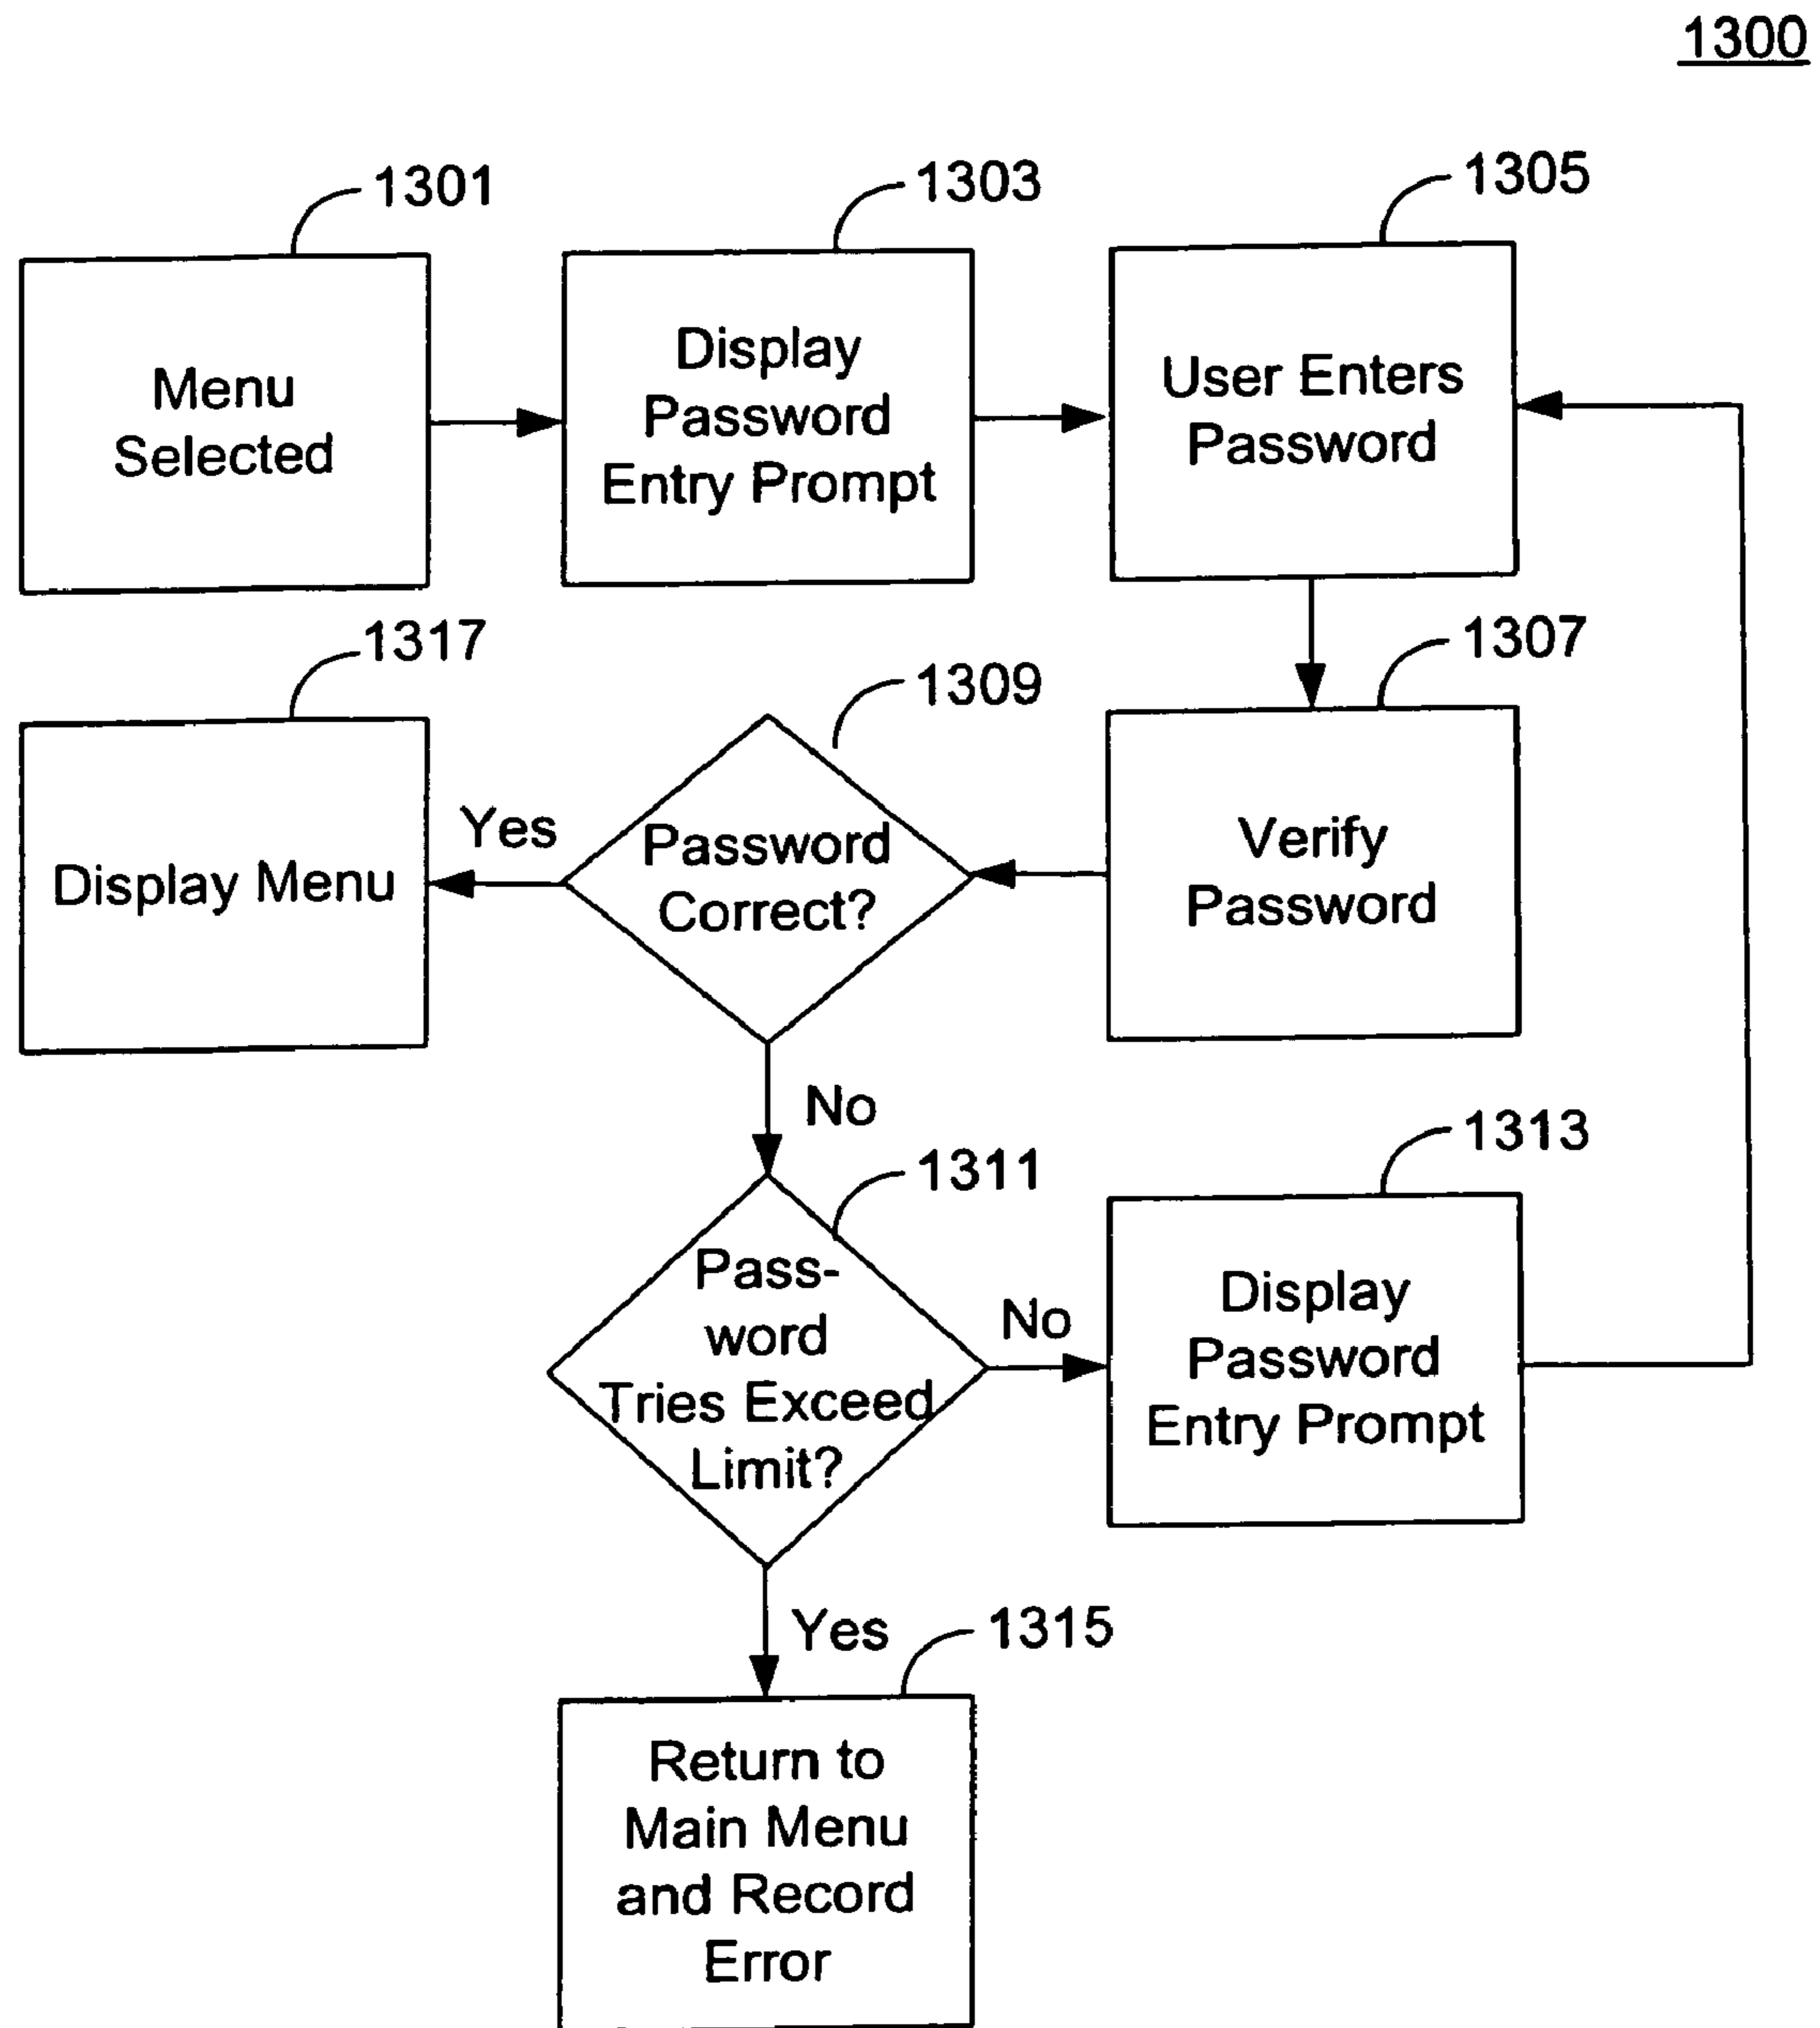 1300
1301
1303
1305
Menu
Selected
Display
Password
Entry Prompt
User Enters
Password
1317
1309
1307
Display Menu
Yes
Password
Correct?
Verify
Password
No
1311
1313
Pass-
word
Tries Exceed
Limit?
No
Display
Password
Entry Prompt
Yes
1315
Return to
Main Menu
and Record
Error